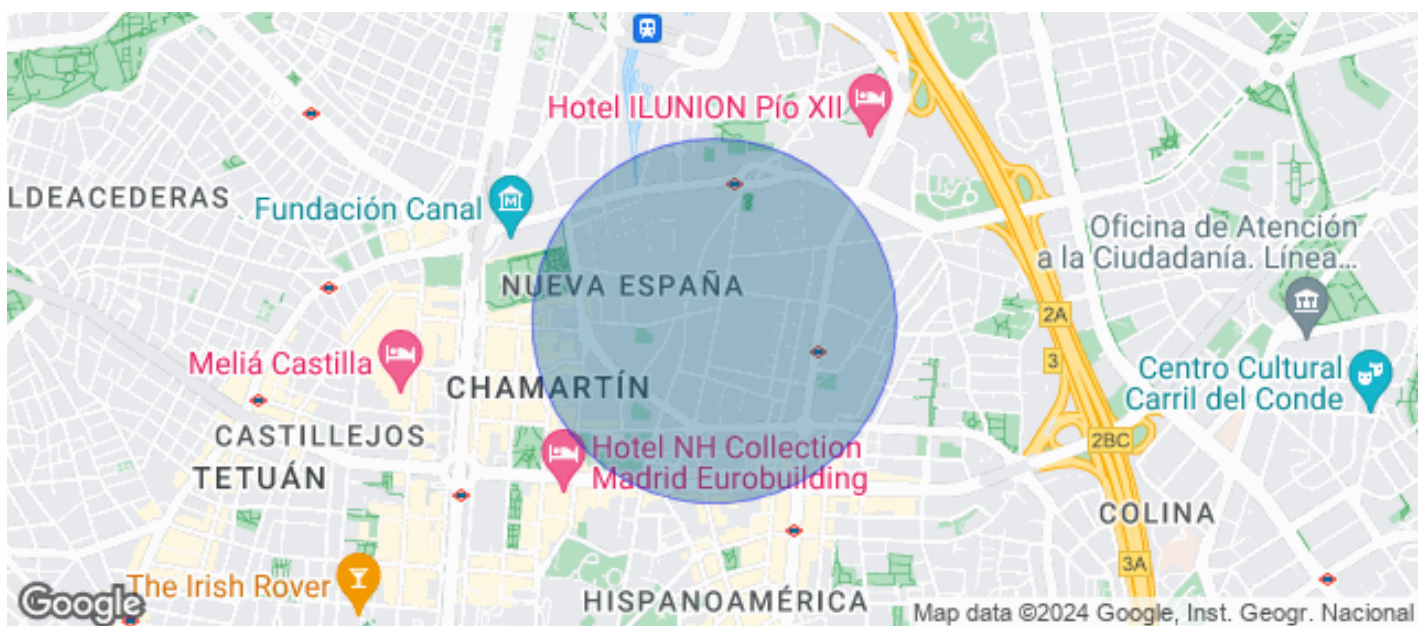 Hotel ILUNION Pío XII
LDEACEDERAS
Fundación Canal
Oficina de Atención
a la Ciudadanía. Línea...
NUEVA ESPAÑA
2A
3
Meliá Castilla
CHAMARTÍN
Centro Cultural
Carril del Conde
CASTILLEJOS
2BC
Hotel NH Collection
Madrid Eurobuilding
TETUÁN
COLINA
3A
The Irish Rover
HISPANOAMÉRICA
Google
Map data ©2024 Google, Inst. Geogr. Nacional